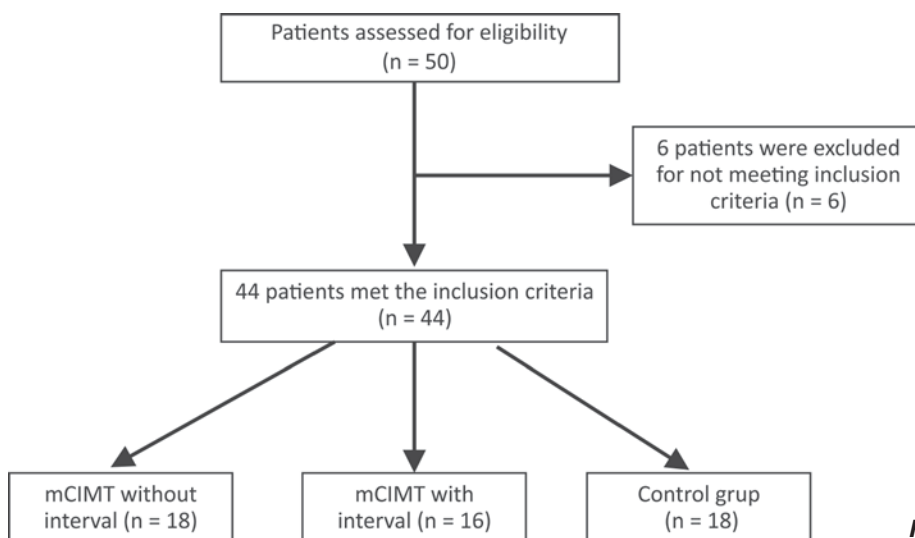 Patients assessed for eligibility
(n = 50)
6 patients were excluded
for not meeting inclusion
criteria (n = 6)
44 patients met the inclusion criteria
(n = 44)
mCIMT without
interval (n = 18)
mCIMT with
interval (n = 16)
Control grup
(n = 18)